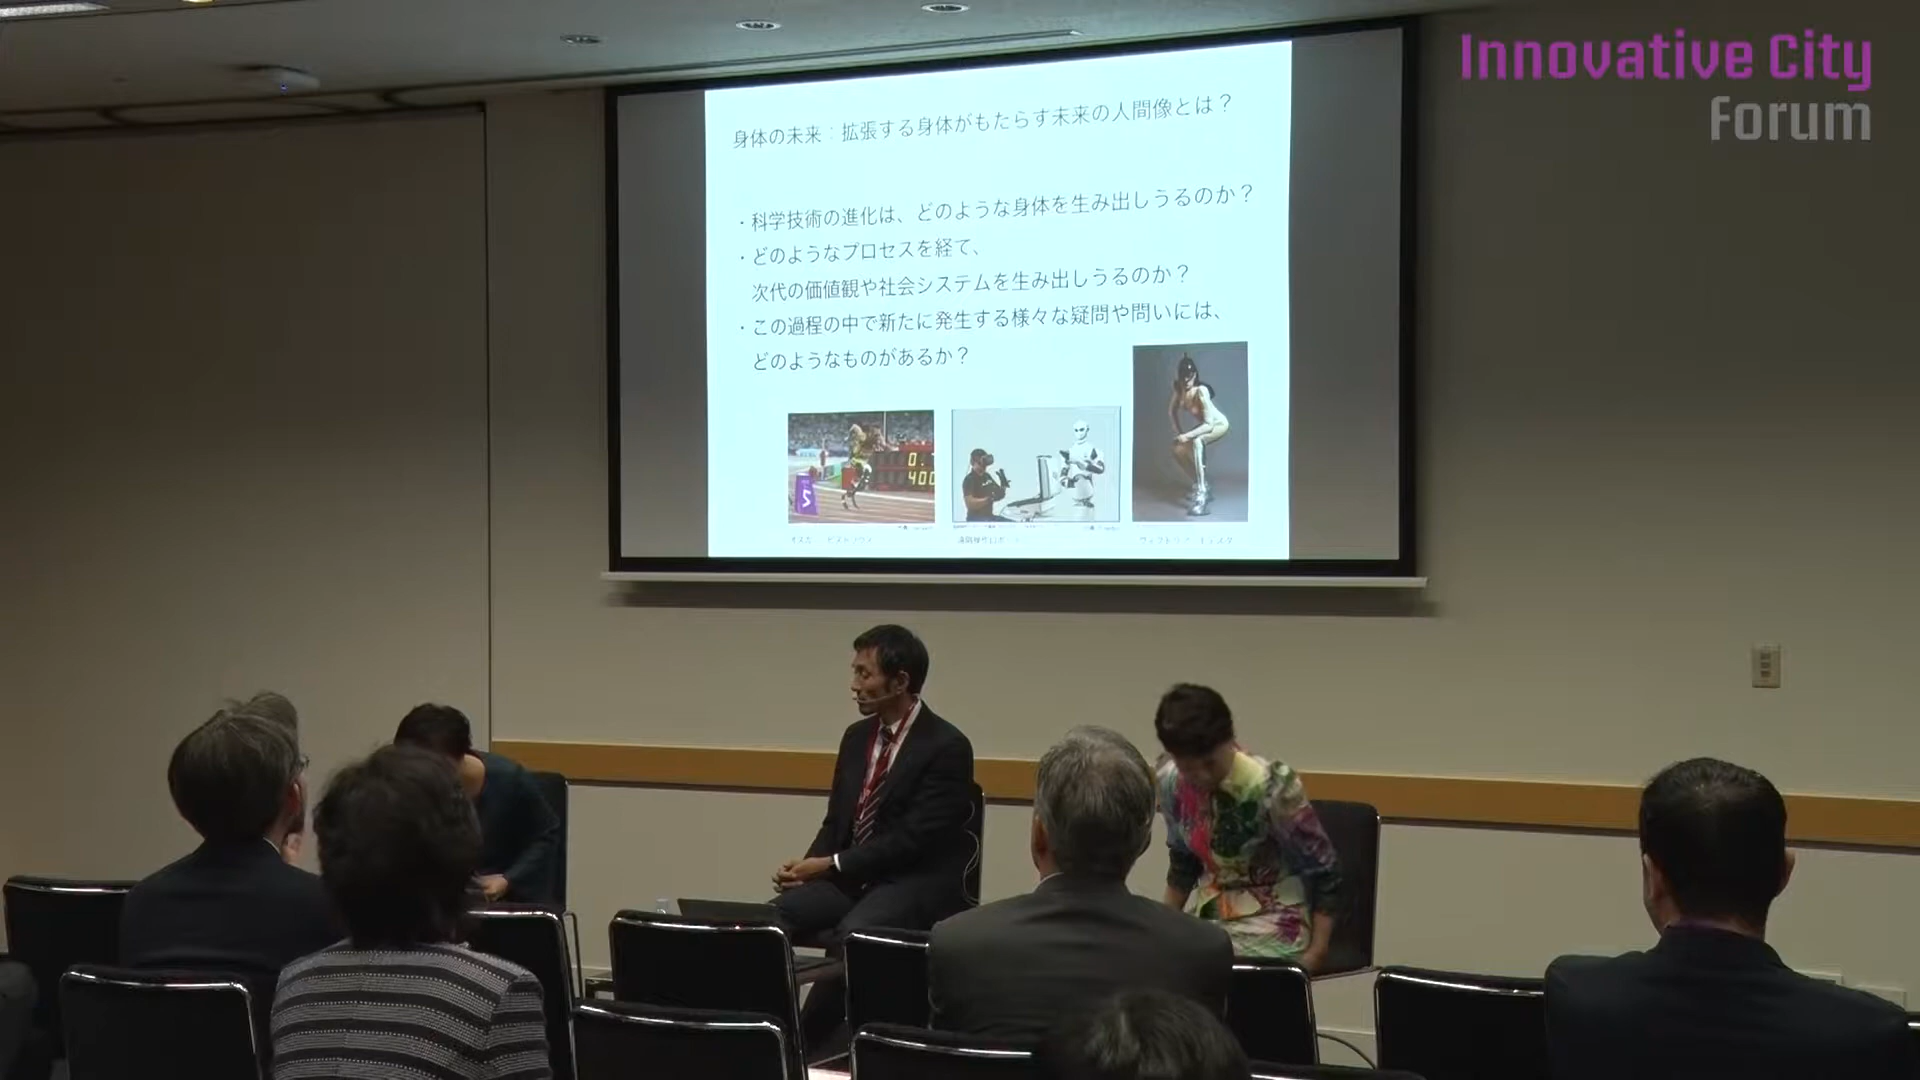 Innovative City
Forum
身体の未来：拡張する身体がもたらす未来の人間像とは？
・科学技術の進化は、どのような身体を生み出しうるのか？
・どのようなプロセスを経て、
次代の価値観や社会システムを生み出しうるのか？
・この過程の中で新たに発生する様々な疑問や問いには、
どのようなものがあるか？
5
0.
400